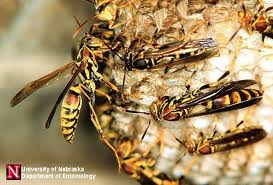 N
University of Nebraska
Department of Entomology